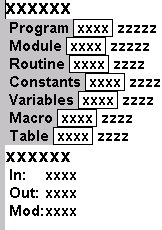 xxxxxx
Program xxxx zzzzz
Module xxxx zzzzz
Routine xxxx zzzz
Constants xxxx zzzz
Variables xxxx zzzz
Macro xxxx zzzz
Table xxxx zzzz
xxxxxx
In: xxxx
Out: xxxx
Mod: xxxx